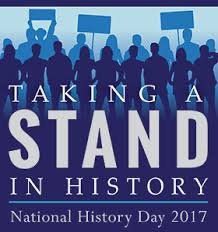 TAKING A
STAND
IN HISTORY
National History Day 2017